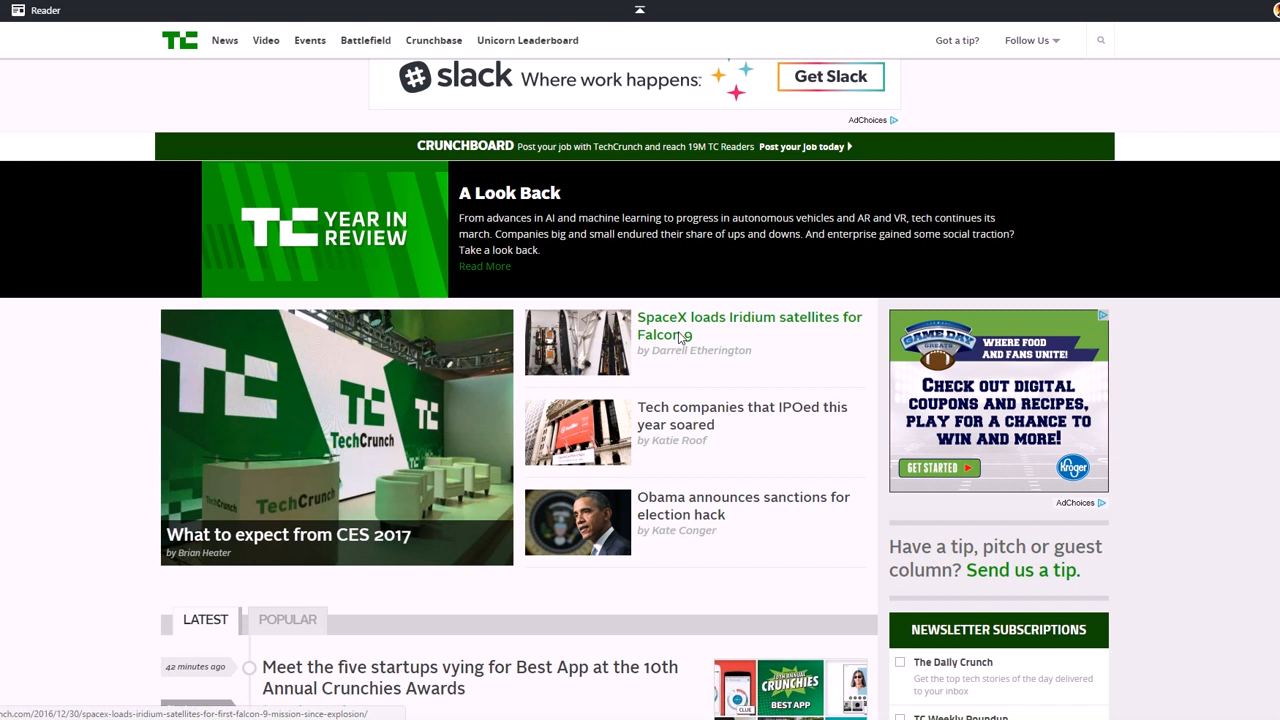 Reader
TC News Video Events Battlefield Crunchbase Unicorn Leaderboard Got a tip? Follow Us
slack Where work happens: Get Slack
AdChoices
CRUNCHBOARD Post your job with TechCrunch and reach 19M TC Readers Post your job today
TC YEAR IN REVIEW
A Look Back
From advances in AI and machine learning to progress in autonomous vehicles and AR and VR, tech continues its
march. Companies big and small endured their share of ups and downs. And enterprise gained some social traction?
Take a look back.
Read More
TechCrunch
TechCrunch
TechCrunch
What to expect from CES 2017
by Brian Heater
SpaceX loads Iridium satellites for
Falcon 9
by Darrell Etherington
Tech companies that IPOed this
year soared
by Katie Roof
Obama announces sanctions for
election hack
by Kate Conger
GAME DAY
GREATS
WHERE FOOD
AND FANS UNITE!
CHECK OUT DIGITAL
COUPONS AND RECIPES,
PLAY FOR A CHANCE TO
WIN AND MORE!
GET STARTED
Kroger
AdChoices
Have a tip, pitch or guest
column? Send us a tip.
LATEST POPULAR
42 minutes ago
Meet the five startups vying for Best App at the 10th
Annual Crunchies Awards
CRUNCHIES
BEST APP
NEWSLETTER SUBSCRIPTIONS
The Daily Crunch
Get the top tech stories of the day delivered
to your inbox
TC Weekly Roundup
nch.com/2016/12/30/spacex-loads-iridium-satellites-for-first-falcon-9-mission-since-explosion/